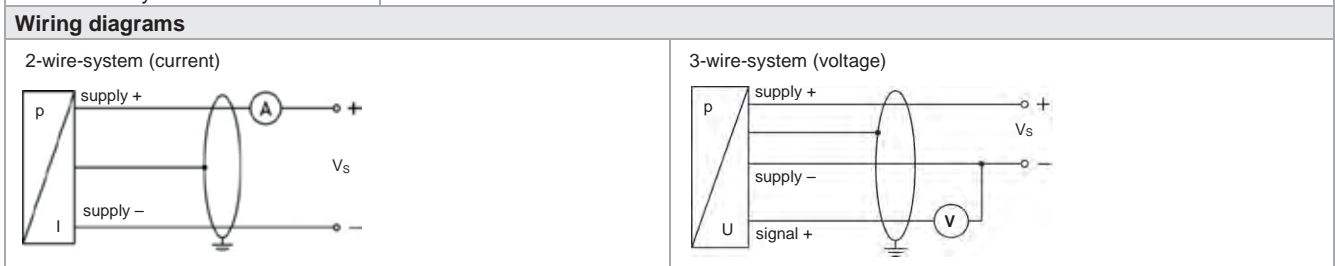 Wiring diagrams
2-wire-system (current)
supply +
p
A
+
Vs
supply –
I
–
3-wire-system (voltage)
supply +
p
+
Vs
supply –
–
V
U
signal +